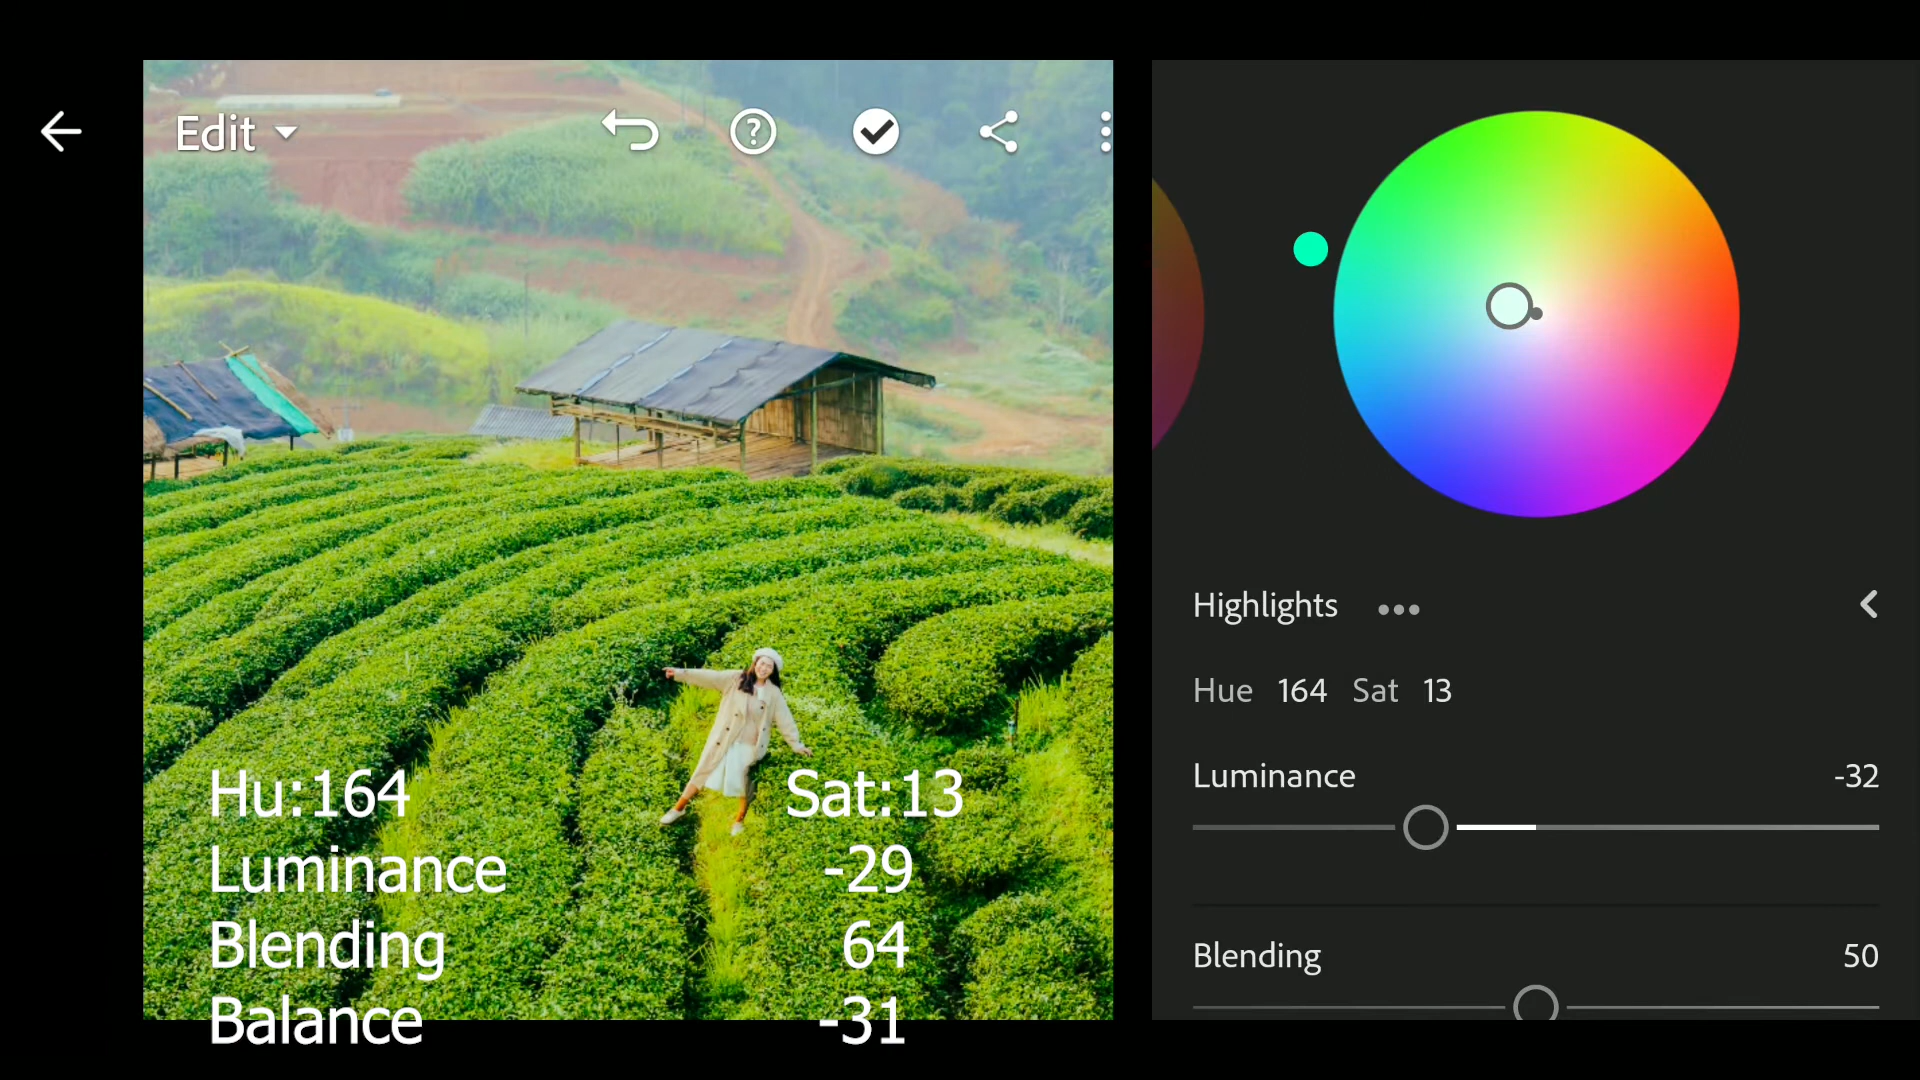 Edit
Highlights
Hue 164 Sat 13
Luminance -32
Blending 50
Hu:164 Sat:13
Luminance -29
Blending 64
Balance -31